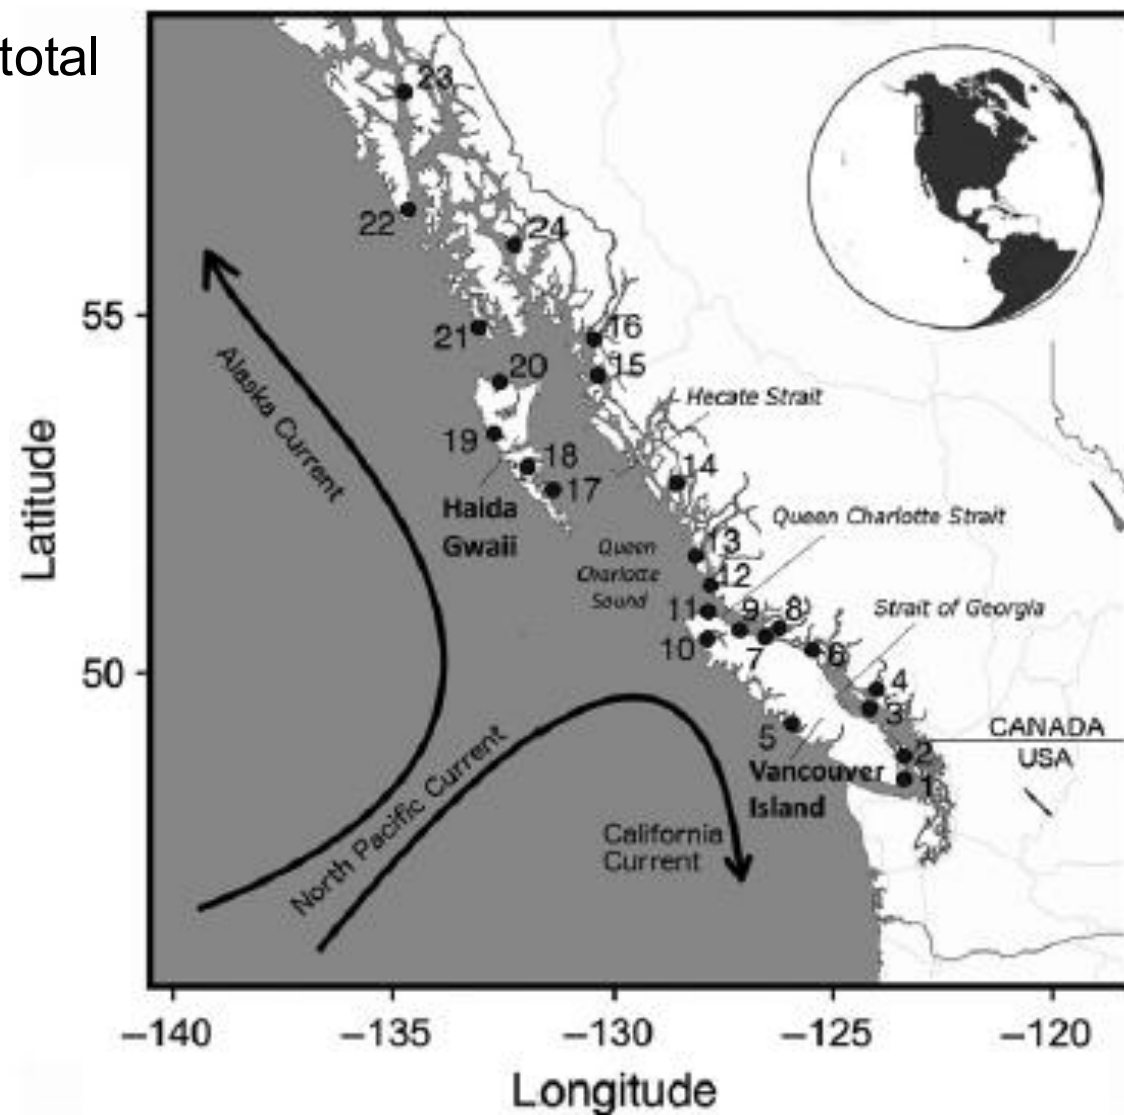 total
23
22
24
55
21
16
20
15
Alaska Current
Hecate Strait
19
18
14
17
Haida
Gwaii
Queen Charlotte Strait
Queen
Charlotte
Sound
13
12
11
9
8
Strait of Georgia
10
7
6
50
4
3
5
CANADA
USA
2
1
Vancouver
Island
North Pacific Current
California
Current
Latitude
−140
−135
−130
−125
−120
Longitude